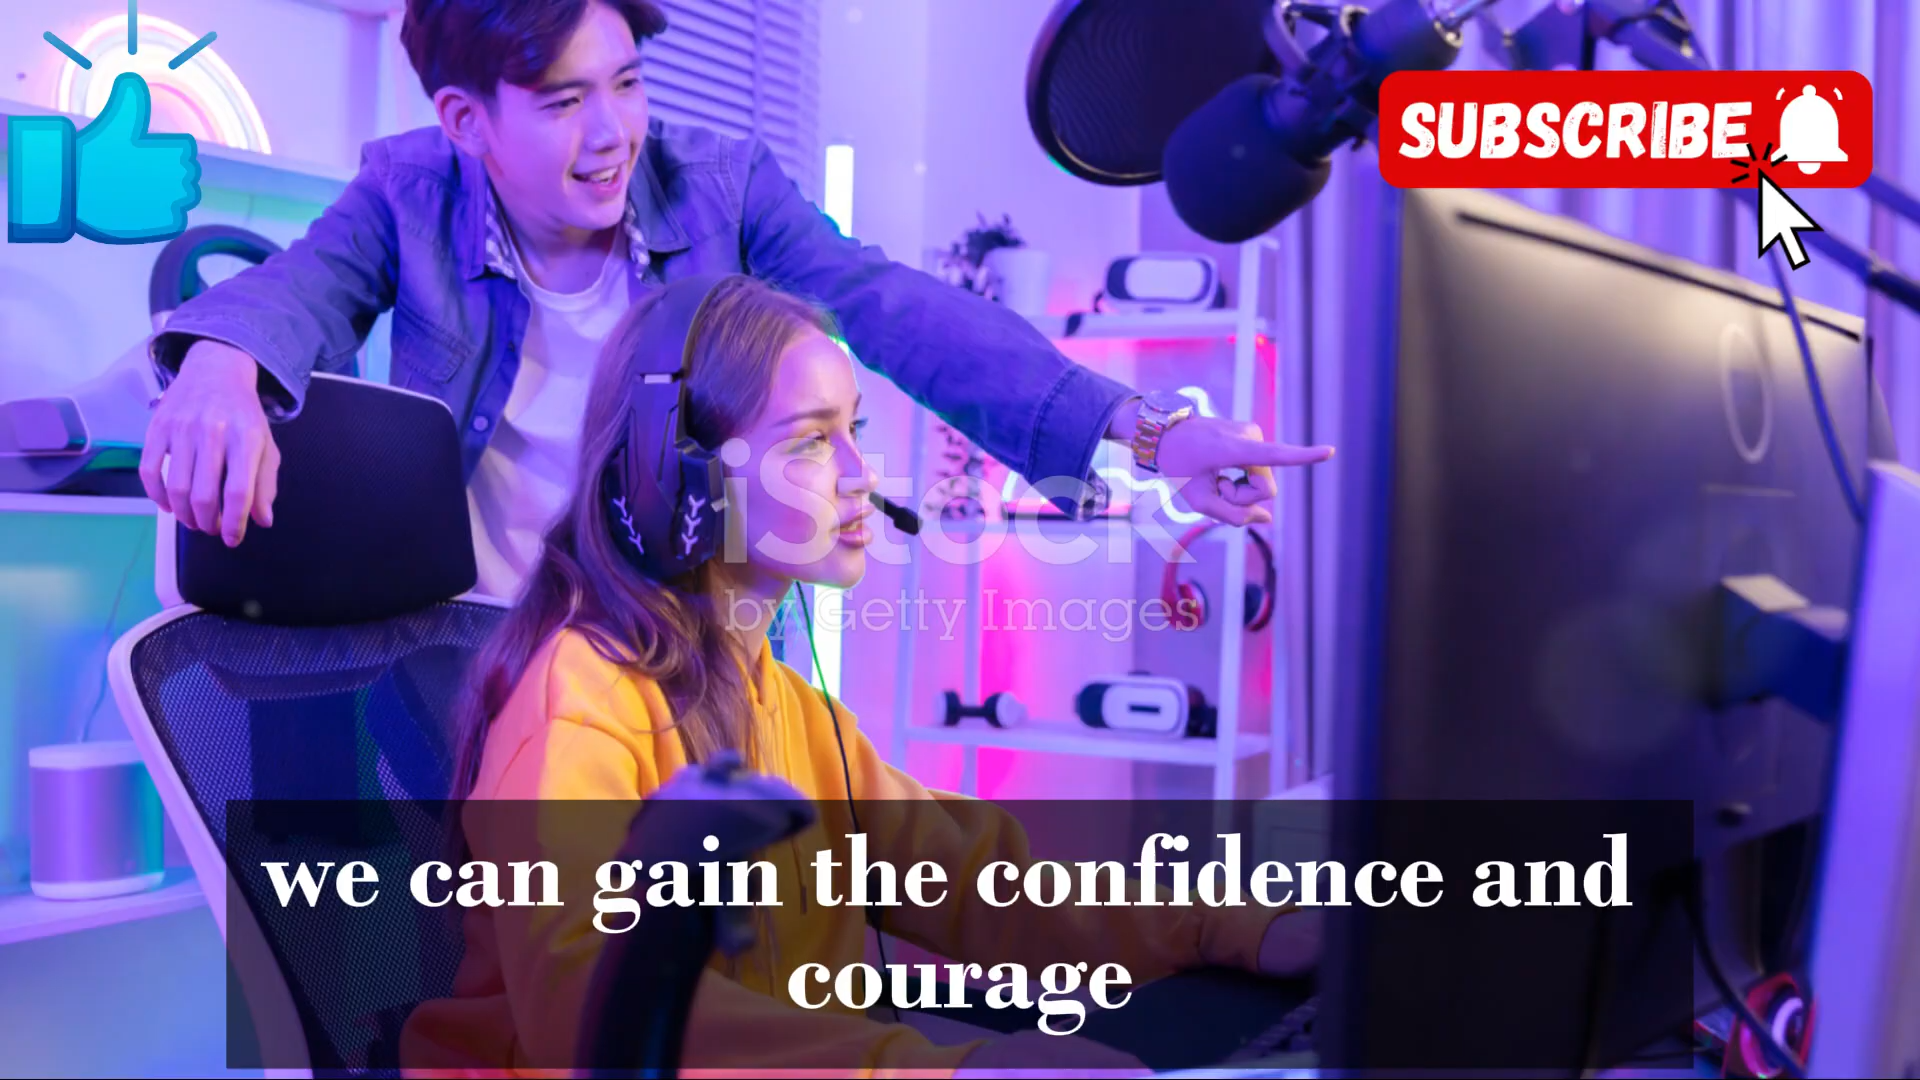 SUBSCRIBE
iStock
by Getty Images
we can gain the confidence and
courage